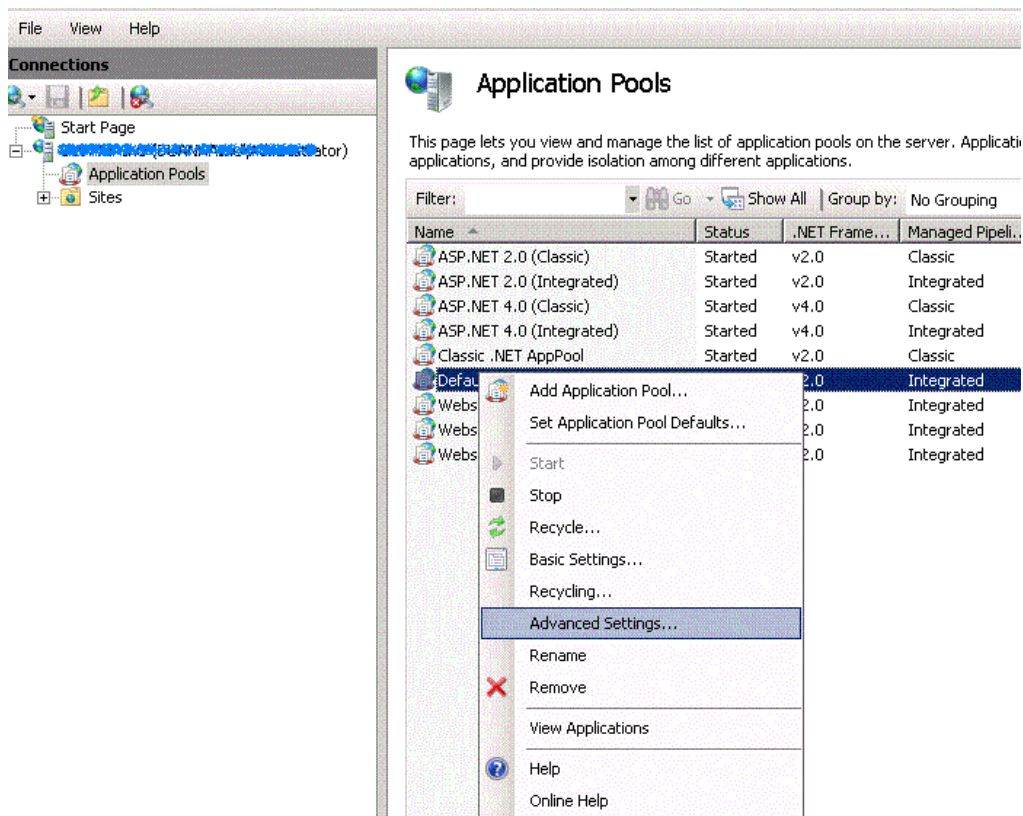 File View Help
Connections
Start Page
ator)
Application Pools
Sites
Application Pools
This page lets you view and manage the list of application pools on the server. Applicati
applications, and provide isolation among different applications.
Filter: Go Show All Group by: No Grouping
Name Status .NET Frame... Managed Pipeli...
ASP.NET 2.0 (Classic) Started v2.0 Classic
ASP.NET 2.0 (Integrated) Started v2.0 Integrated
ASP.NET 4.0 (Classic) Started v4.0 Classic
ASP.NET 4.0 (Integrated) Started v4.0 Integrated
Classic .NET AppPool Started v2.0 Classic
Defau 2.0 Integrated
Webs 2.0 Integrated
Webs 2.0 Integrated
Webs 2.0 Integrated
Add Application Pool...
Set Application Pool Defaults...
Start
Stop
Recycle...
Basic Settings...
Recycling...
Advanced Settings...
Rename
Remove
View Applications
Help
Online Help